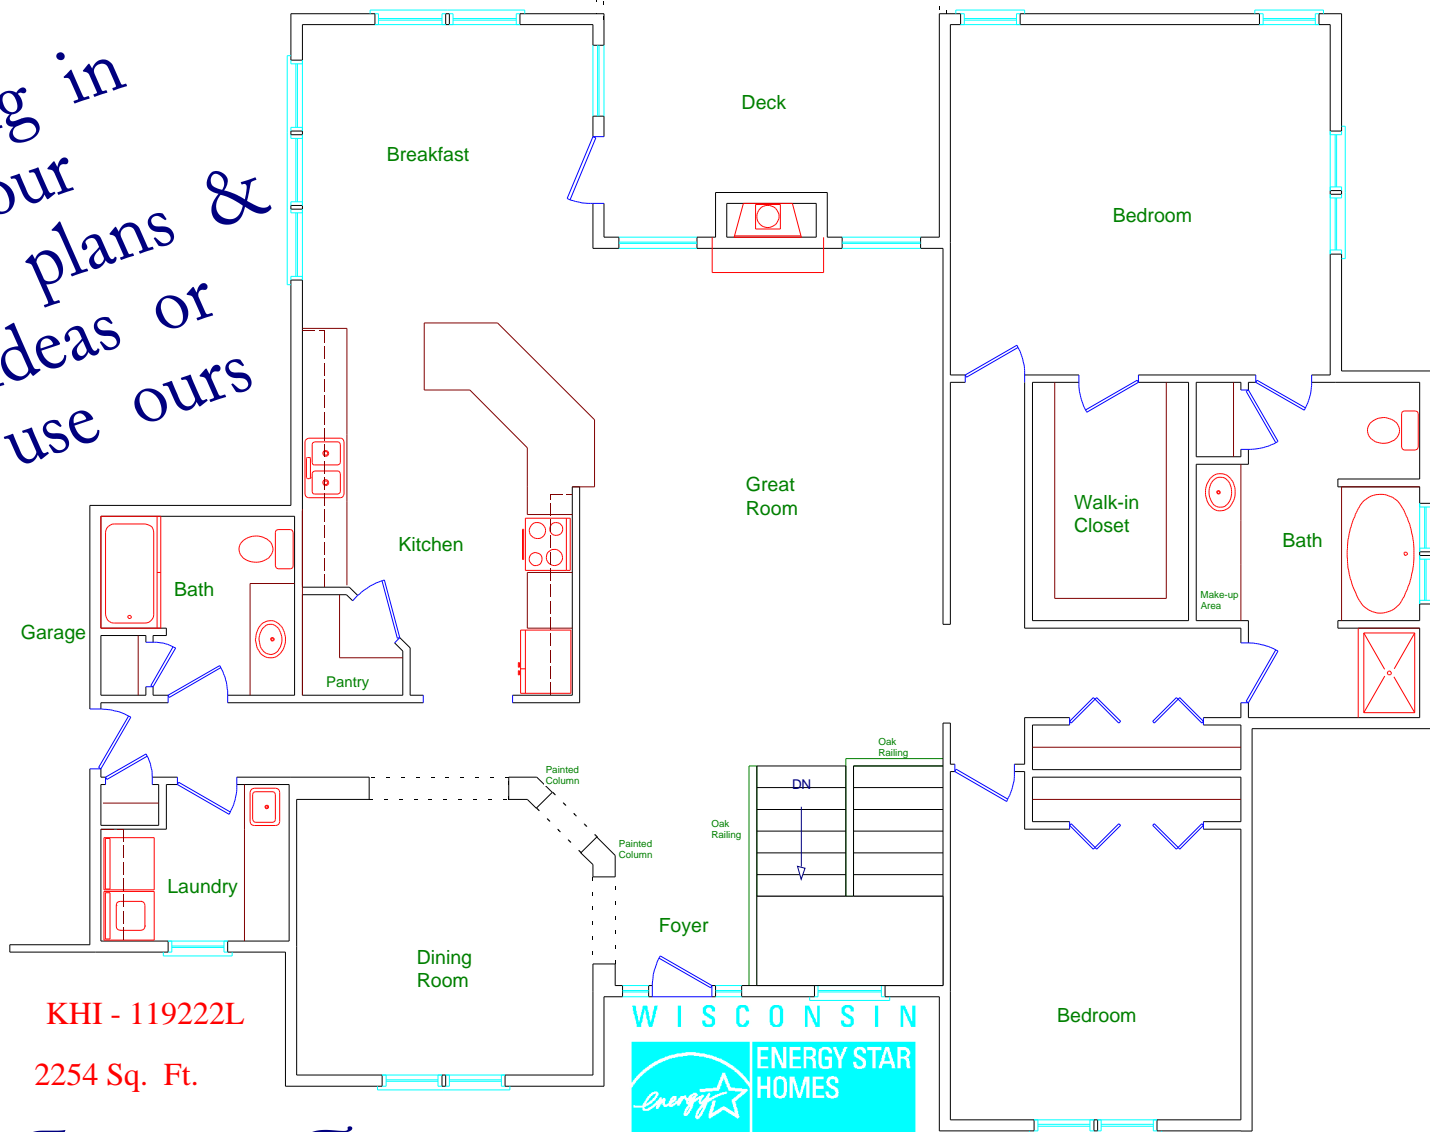 in
our
plans &
ideas or
use ours
Deck
Breakfast
Bedroom
Great
Room
Walk-in
Closet
Kitchen
Bath
Bath
Make-up
Area
Garage
Pantry
Oak
Railing
Painted
Column
DN
Oak
Railing
Painted
Column
Laundry
Foyer
Dining
Room
Bedroom
KHI - 119222L
2254 Sq. Ft.
WISCONSIN
energy
ENERGY STAR
HOMES